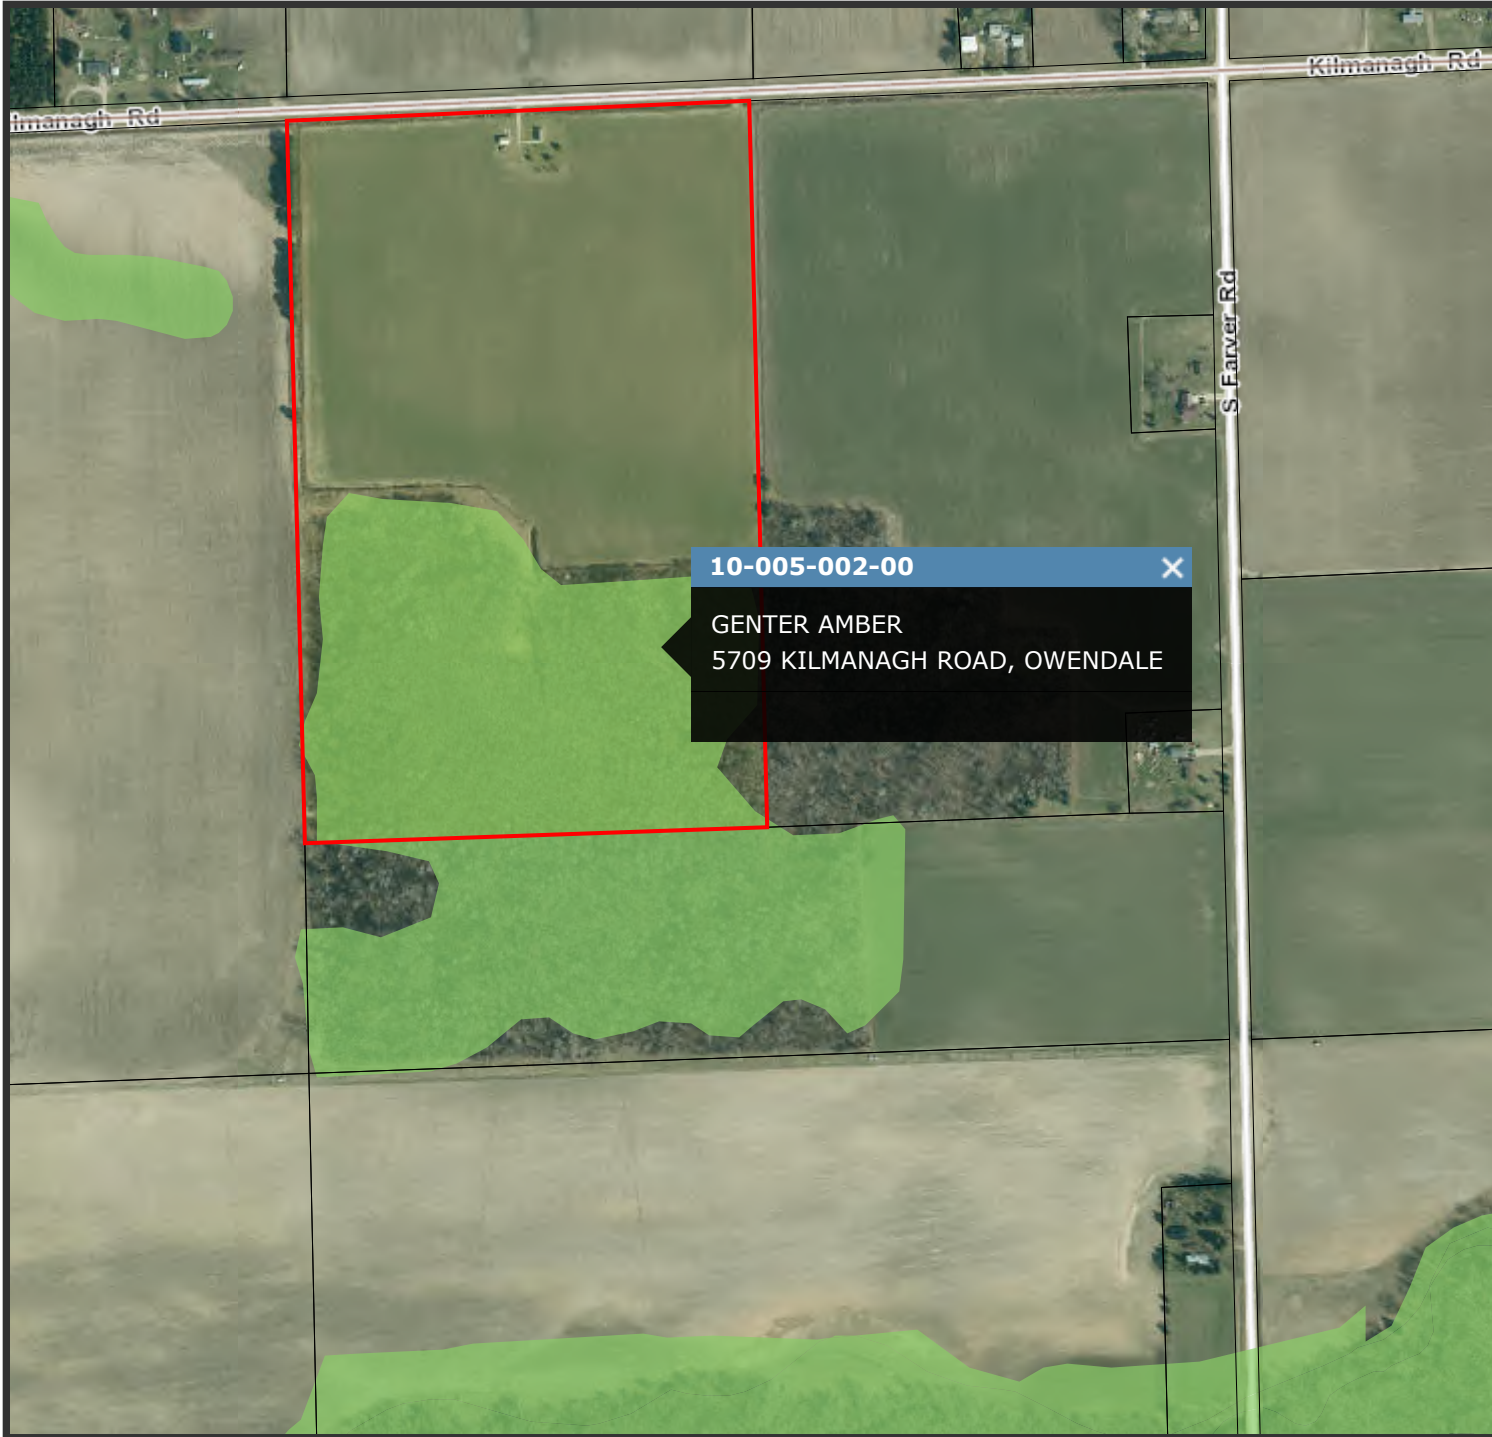 Kilmanagh Rd
lmanagh Rd
S Farver Rd
10-005-002-00
GENTER AMBER
5709 KILMANAGH ROAD, OWENDALE